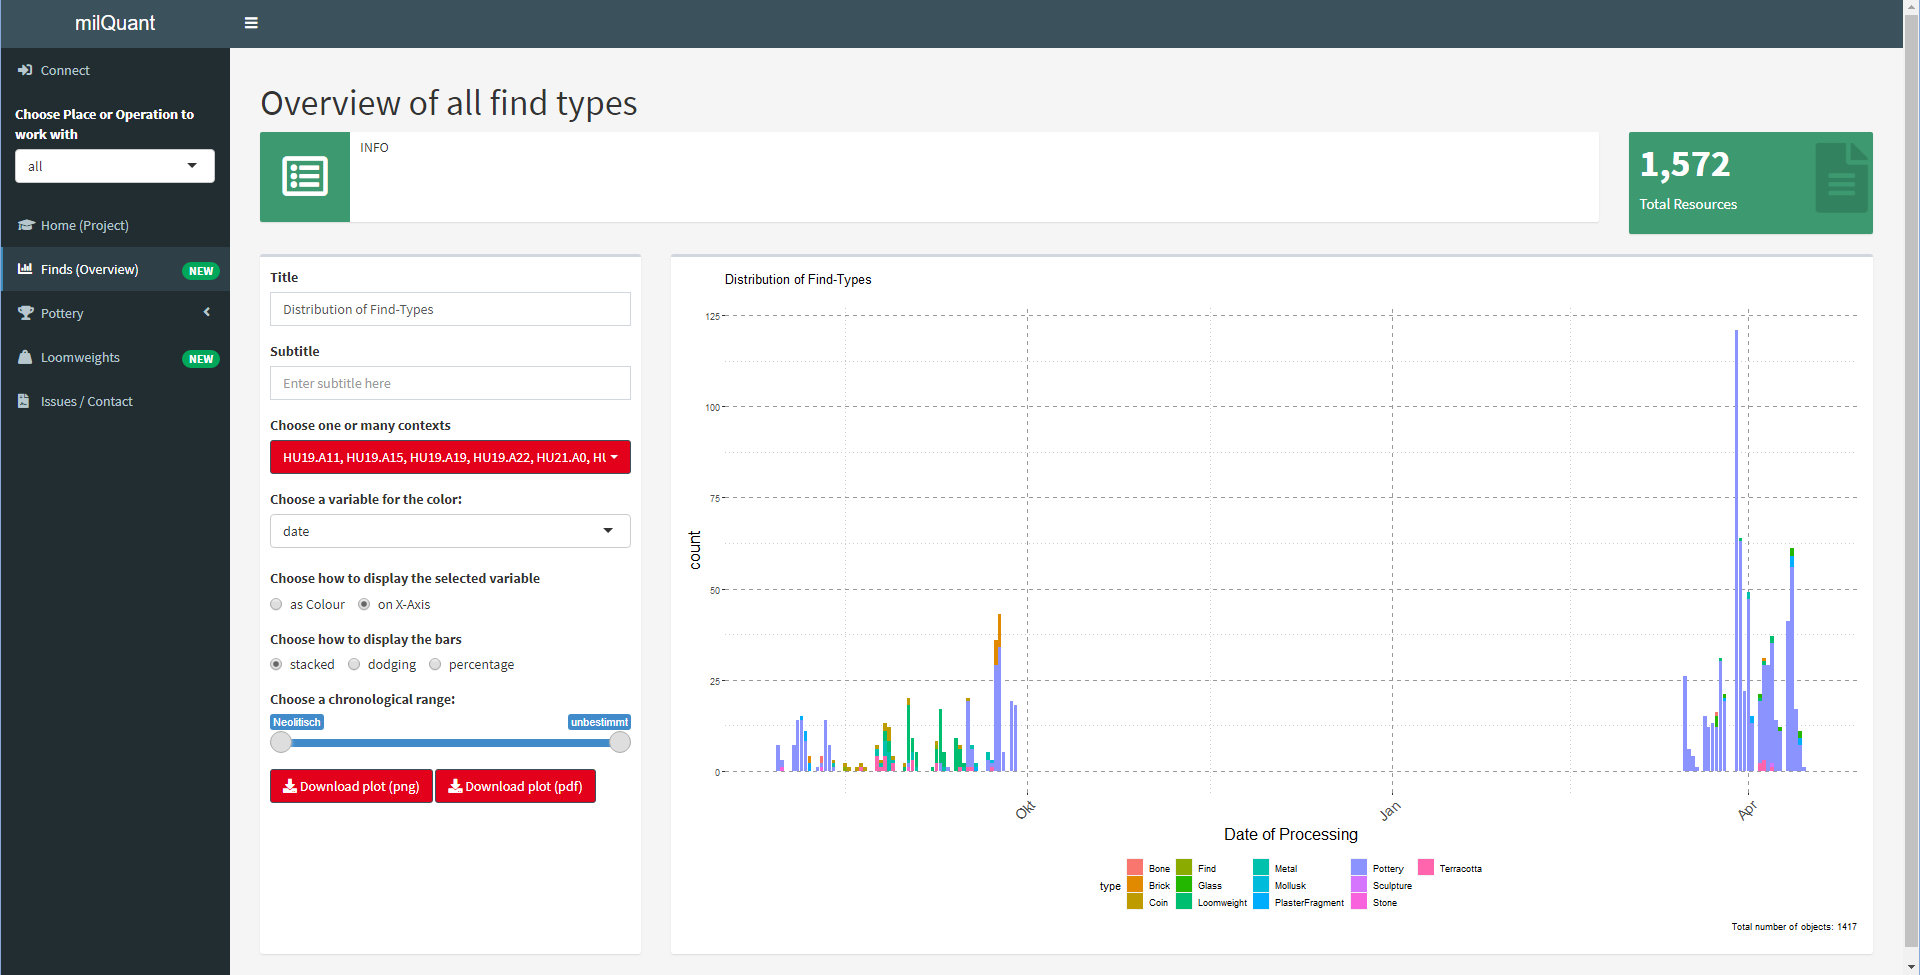 milQuant
Connect
Choose Place or Operation to
work with
all
Home (Project)
Finds (Overview)
NEW
Pottery
Loomweights
NEW
Issues / Contact
Overview of all find types
INFO
1,572
Total Resources
Title
Distribution of Find-Types
Subtitle
Enter subtitle here
Choose one or many contexts
HU19.A11, HU19.A15, HU19.A19, HU19.A22, HU21.A0, HU
Choose a variable for the color:
date
Choose how to display the selected variable
as Colour on X-Axis
Choose how to display the bars
stacked dodging percentage
Choose a chronological range:
Neolitisch unbestimmt
Download plot (png) Download plot (pdf)
Distribution of Find-Types
125
100
75
50
25
0
count
Okt Jan Apr
Date of Processing
type
Bone Find Metal Pottery Terracotta
Brick Glass Mollusk Sculpture
Coin Loomweight PlasterFragment Stone
Total number of objects: 1417